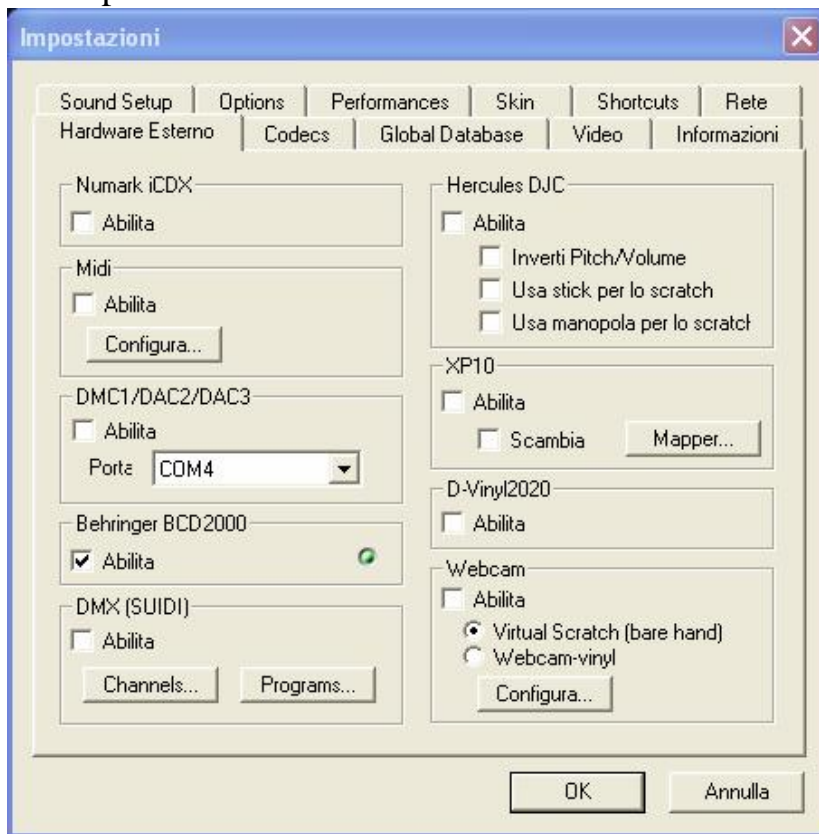 Impostazioni
Sound Setup Options Performances Skin Shortcuts Rete
Hardware Esterno Codecs Global Database Video Informazioni
Numark iCDX
Abilita
Midi
Abilita
Configura...
DMC1/DAC2/DAC3
Abilita
Porta COM4
Behringer BCD2000
Abilita
DMX (SUIDI)
Abilita
Channels... Programs...
Hercules DJC
Abilita
Inverti Pitch/Volume
Usa stick per lo scratch
Usa manopola per lo scratch
XP10
Abilita
Scambia Mapper...
D-Vinyl2020
Abilita
Webcam
Abilita
Virtual Scratch (bare hand)
Webcam-vinyl
Configura...
OK Annulla